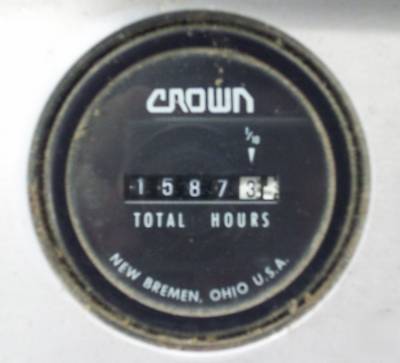 CROWN
1/10
15873
TOTAL HOURS
NEW BREMEN, OHIO U.S.A.